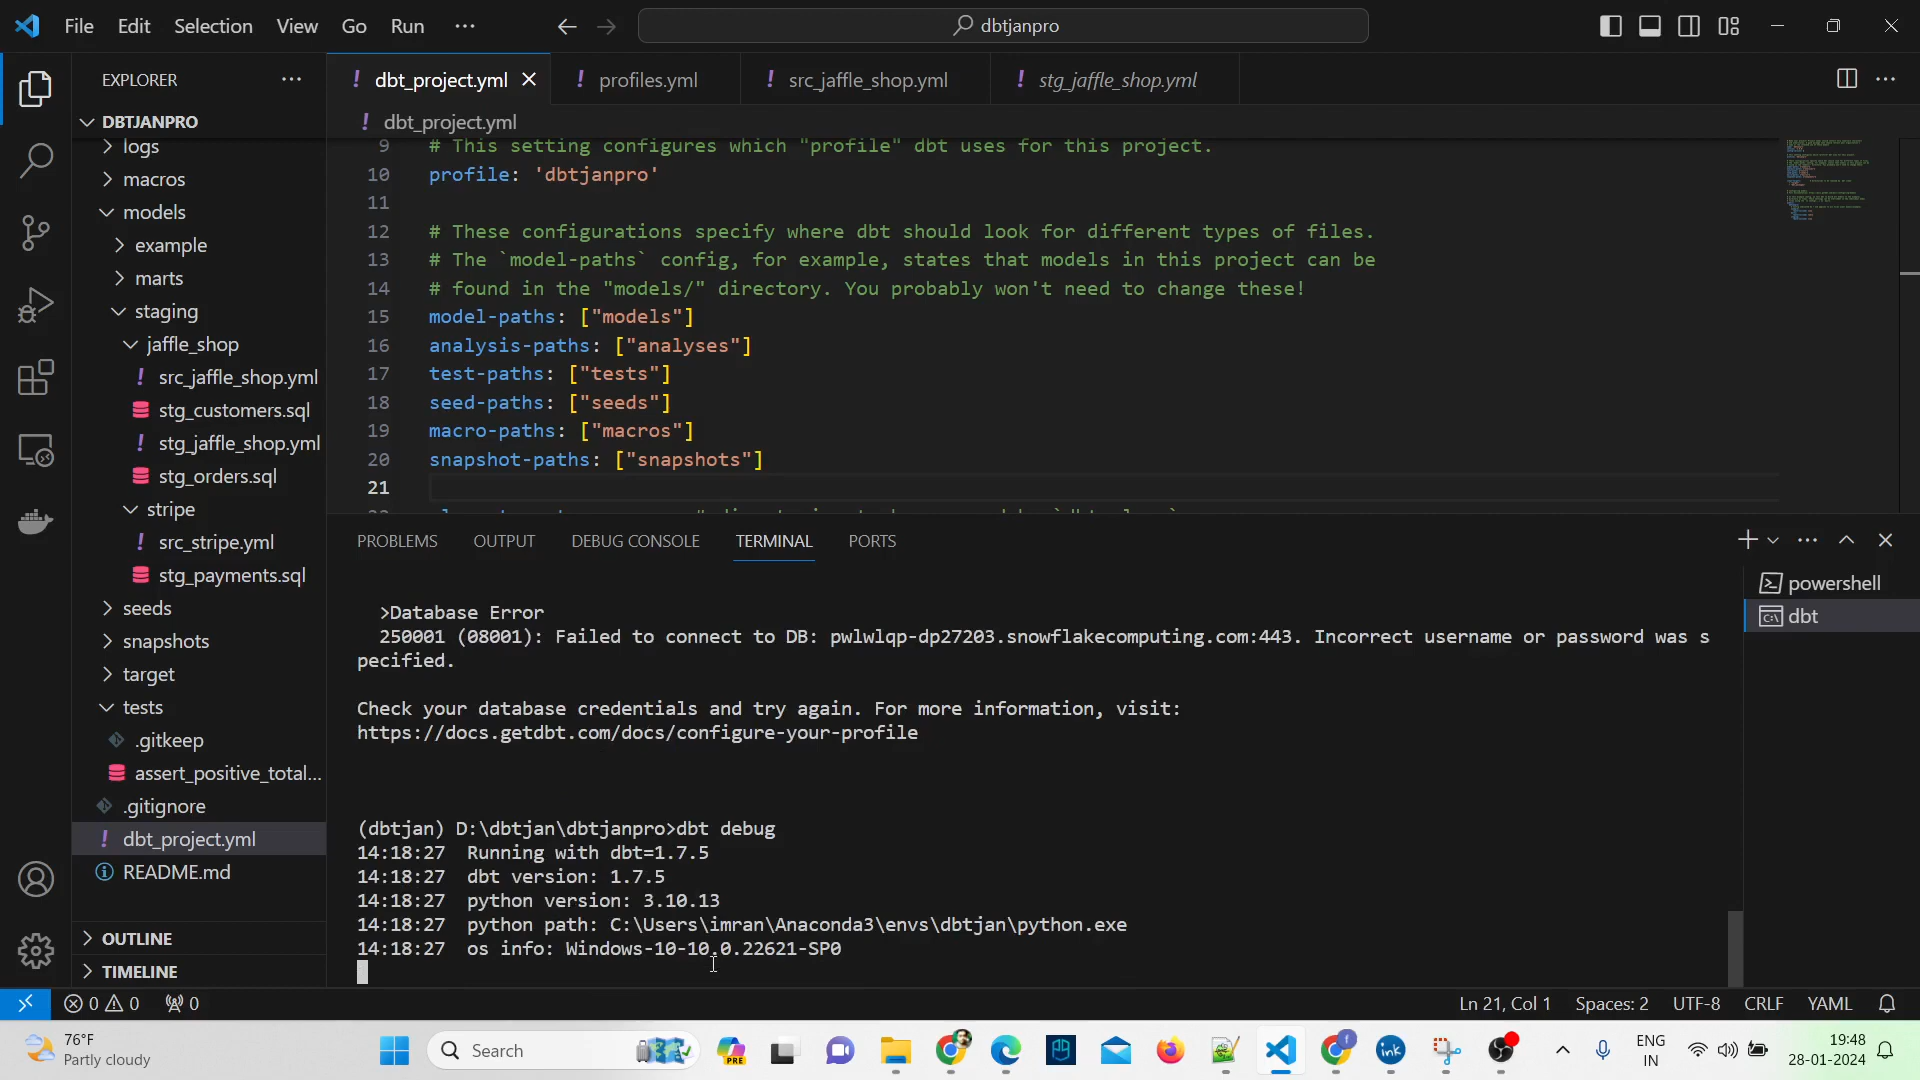 File Edit Selection View Go Run ···
dbtjanpro
EXPLORER
DBTJANPRO
logs
macros
models
example
marts
staging
jaffle_shop
src_jaffle_shop.yml
stg_customers.sql
stg_jaffle_shop.yml
stg_orders.sql
stripe
src_stripe.yml
stg_payments.sql
seeds
snapshots
target
tests
.gitkeep
assert_positive_total...
.gitignore
dbt_project.yml
README.md
OUTLINE
TIMELINE
dbt_project.yml profiles.yml src_jaffle_shop.yml stg_jaffle_shop.yml
dbt_project.yml
9 # This setting configures which "profile" dbt uses for this project.
10 profile: 'dbtjanpro'
11
12 # These configurations specify where dbt should look for different types of files.
13 # The `model-paths` config, for example, states that models in this project can be
14 # found in the "models/" directory. You probably won't need to change these!
15 model-paths: ["models"]
16 analysis-paths: ["analyses"]
17 test-paths: ["tests"]
18 seed-paths: ["seeds"]
19 macro-paths: ["macros"]
20 snapshot-paths: ["snapshots"]
21
PROBLEMS OUTPUT DEBUG CONSOLE TERMINAL PORTS
powershell
dbt
>Database Error
250001 (08001): Failed to connect to DB: pwlwlqp-dp27203.snowflakecomputing.com:443. Incorrect username or password was s
pecified.
Check your database credentials and try again. For more information, visit:
https://docs.getdbt.com/docs/configure-your-profile
(dbtjan) D:\dbtjan\dbtjanpro>dbt debug
14:18:27 Running with dbt=1.7.5
14:18:27 dbt version: 1.7.5
14:18:27 python version: 3.10.13
14:18:27 python path: C:\Users\imran\Anaconda3\envs\dbtjan\python.exe
14:18:27 os info: Windows-10-10.0.22621-SP0
0 0 0 Ln 21, Col 1 Spaces: 2 UTF-8 CRLF YAML
76°F
Partly cloudy
Search
PRE
ink
ENG
IN
19:48
28-01-2024